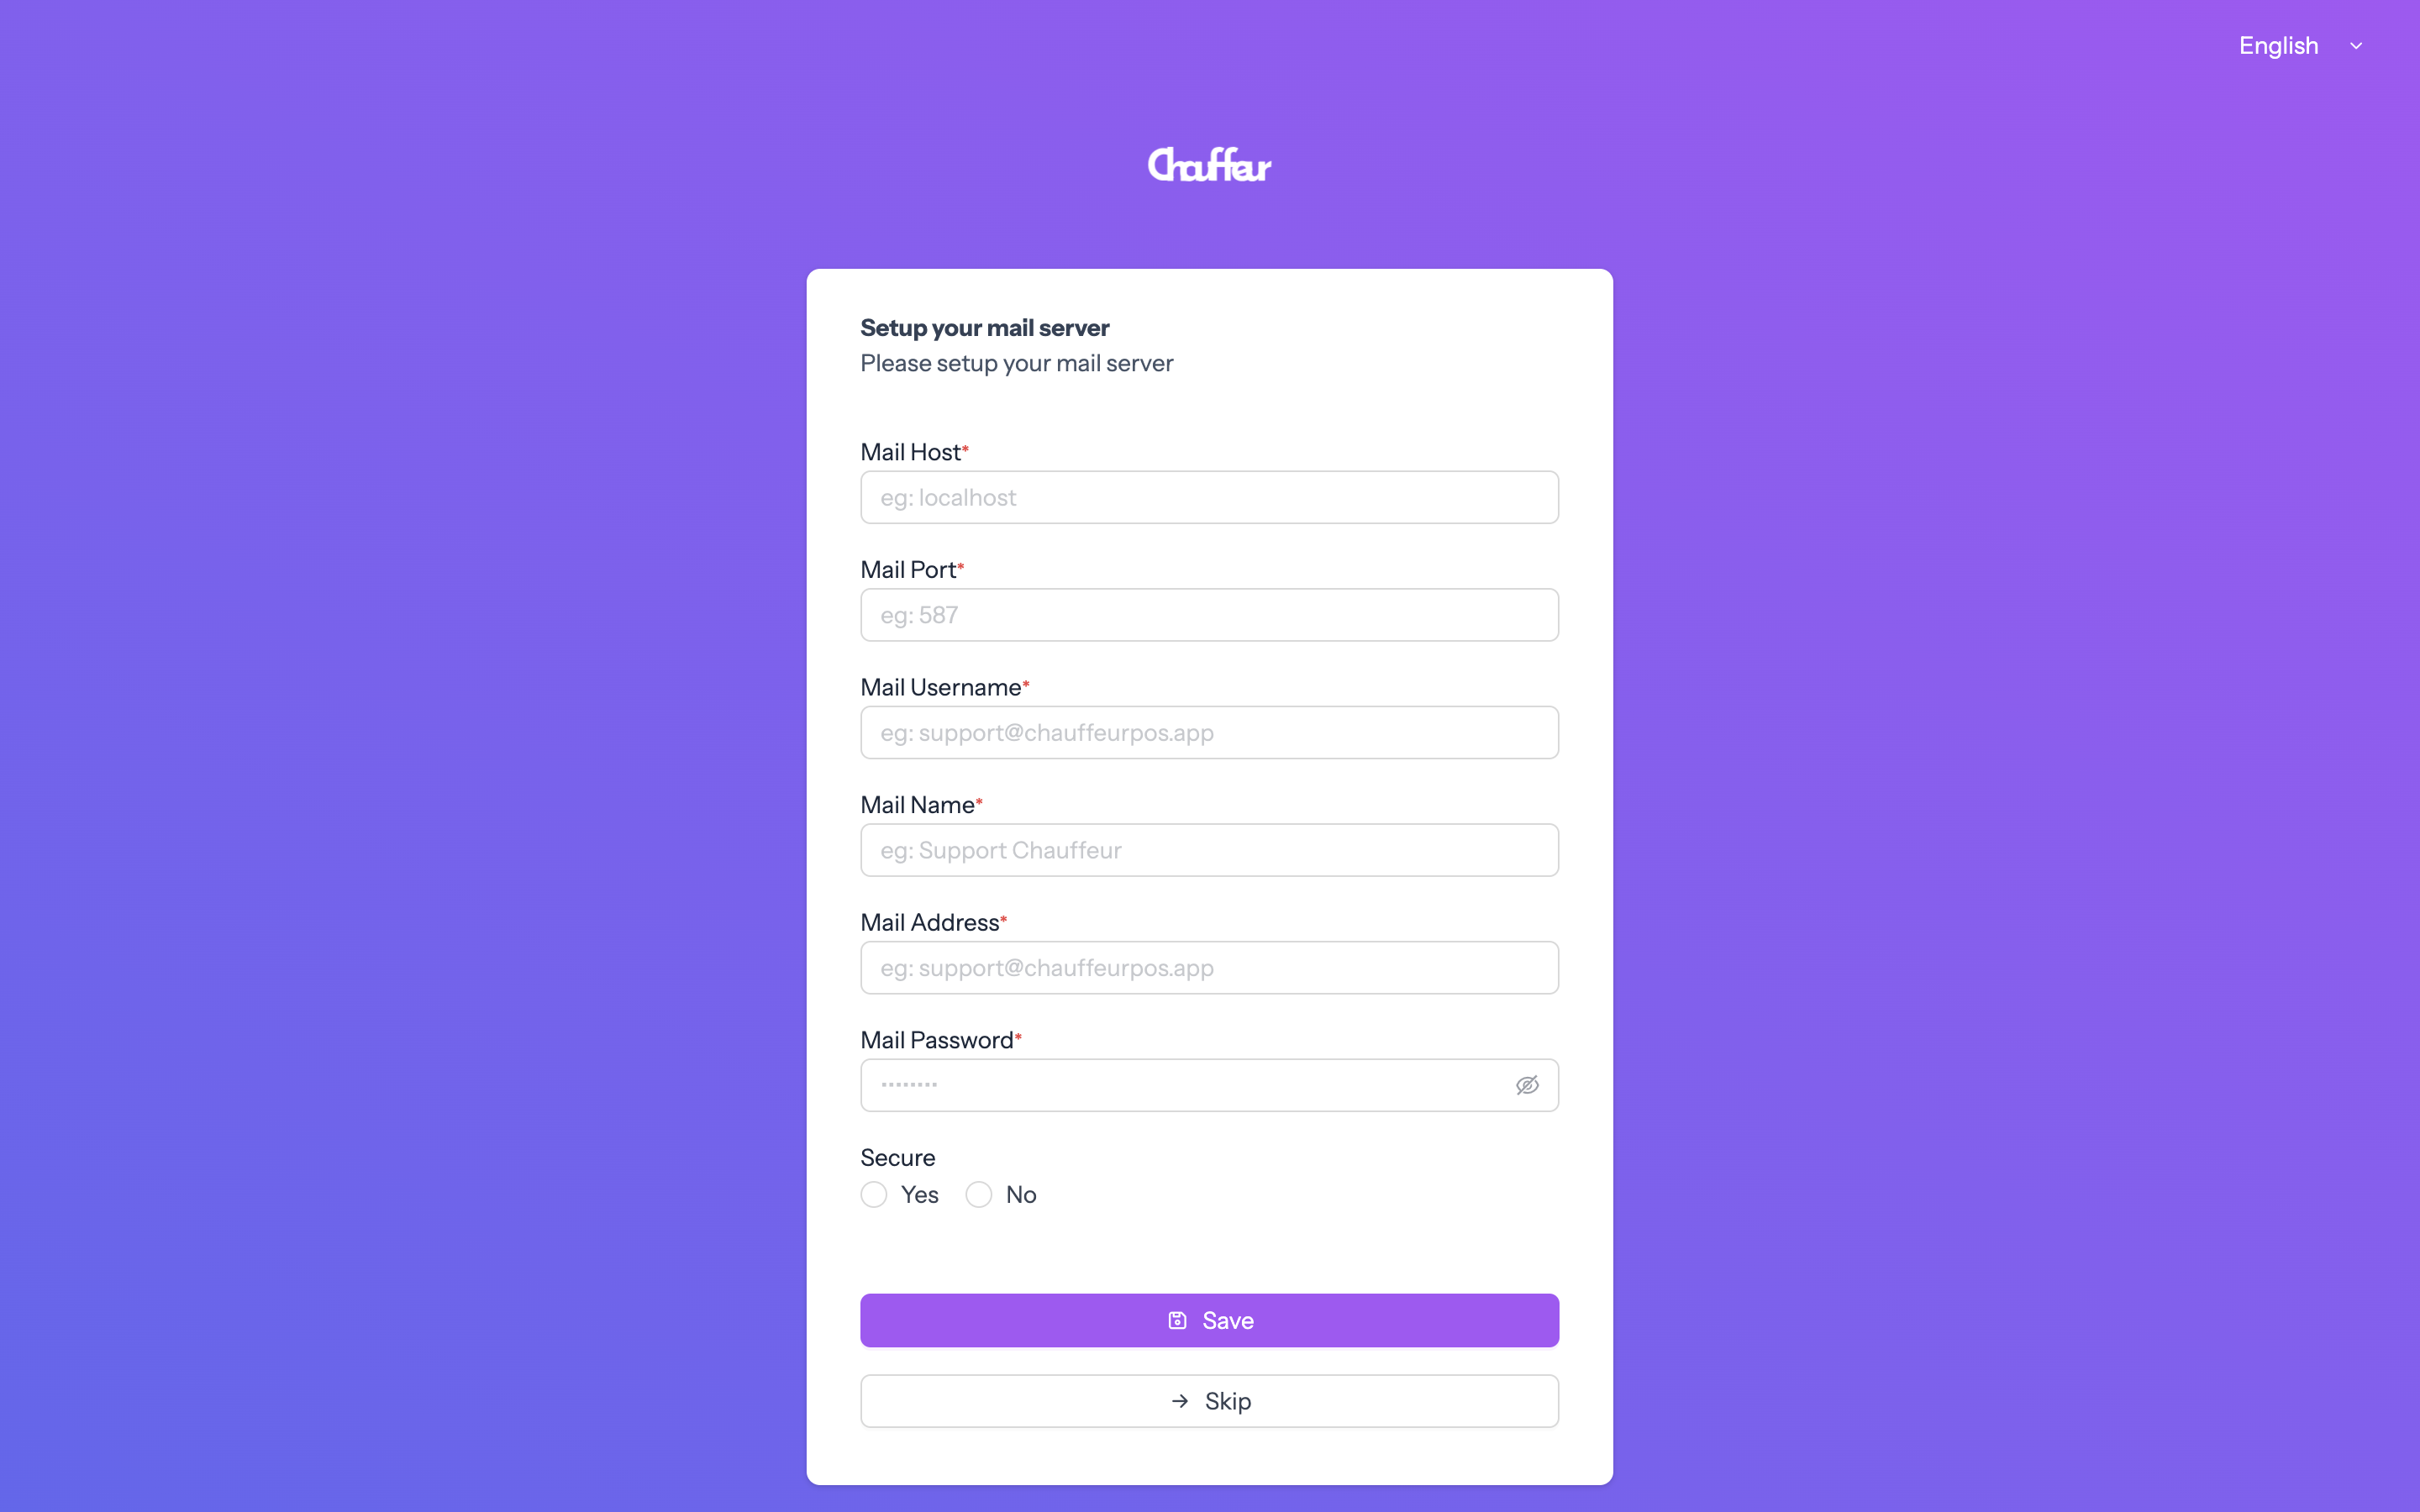 English
Chauffeur
Setup your mail server
Please setup your mail server
Mail Host*
eg: localhost
Mail Port*
eg: 587
Mail Username*
eg: support@chauffeurpos.app
Mail Name*
eg: Support Chauffeur
Mail Address*
eg: support@chauffeurpos.app
Mail Password*
••••••••
Secure
Yes No
Save
Skip